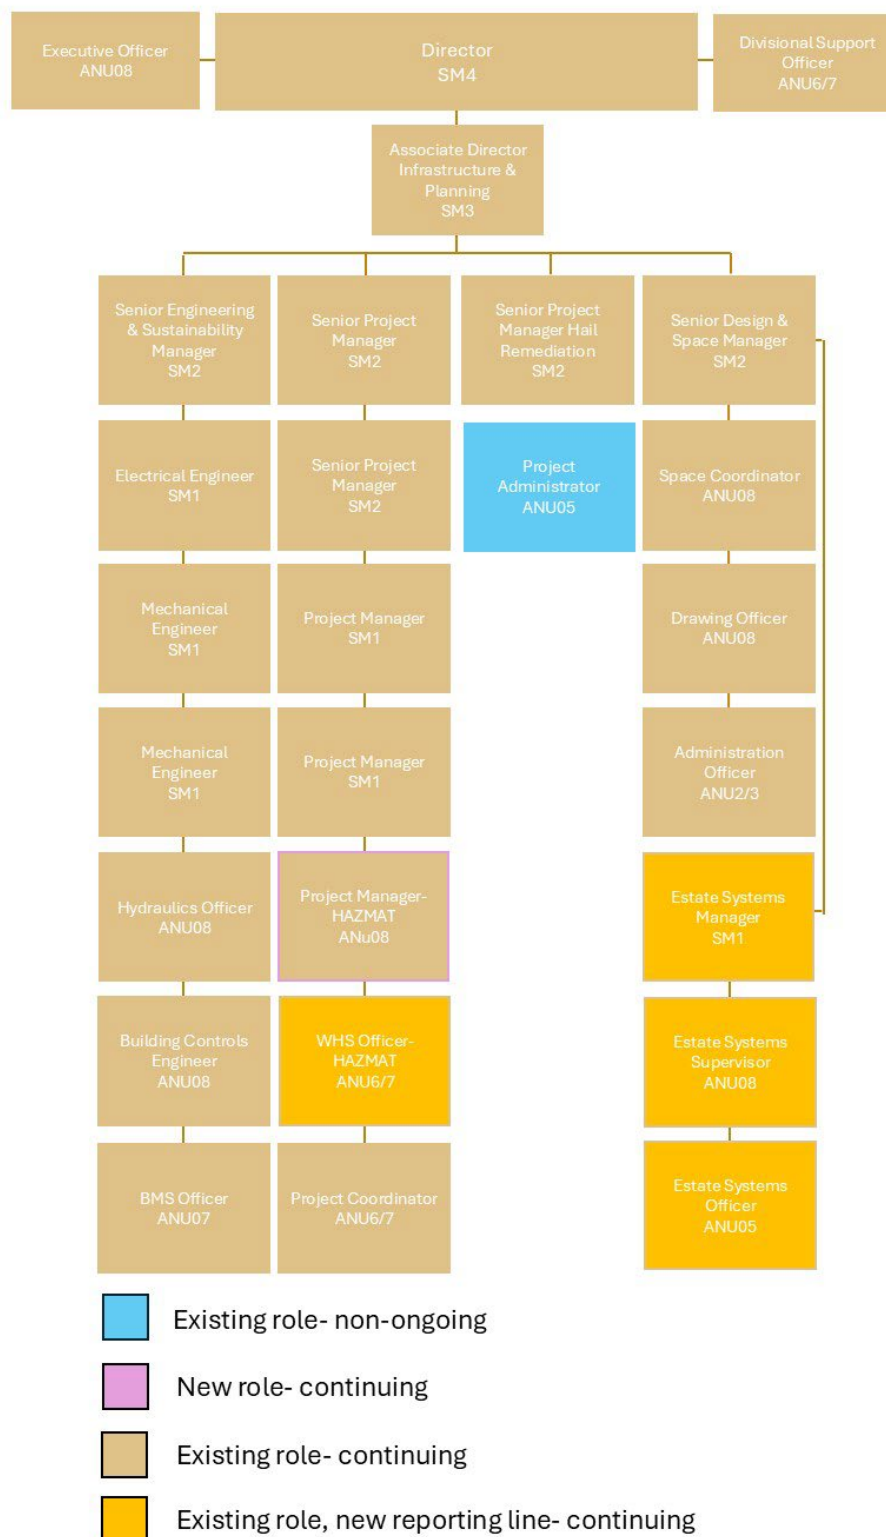 Executive Officer
ANU08
Director
SM4
Divisional Support
Officer
ANU6/7
Associate Director
Infrastructure &
Planning
SM3
Senior Engineering
& Sustainability
Manager
SM2
Senior Project
Manager
SM2
Senior Project
Manager Hail
Remediation
SM2
Senior Design &
Space Manager
SM2
Electrical Engineer
SM1
Senior Project
Manager
SM2
Project
Administrator
ANU05
Space Coordinator
ANU08
Mechanical
Engineer
SM1
Project Manager
SM1
Drawing Officer
ANU08
Mechanical
Engineer
SM1
Project Manager
SM1
Administration
Officer
ANU2/3
Hydraulics Officer
ANU08
Project Manager-
HAZMAT
ANu08
Estate Systems
Manager
SM1
Building Controls
Engineer
ANU08
WHS Officer-
HAZMAT
ANU6/7
Estate Systems
Supervisor
ANU08
BMS Officer
ANU07
Project Coordinator
ANU6/7
Estate Systems
Officer
ANU05
Existing role- non-ongoing
New role- continuing
Existing role- continuing
Existing role, new reporting line- continuing